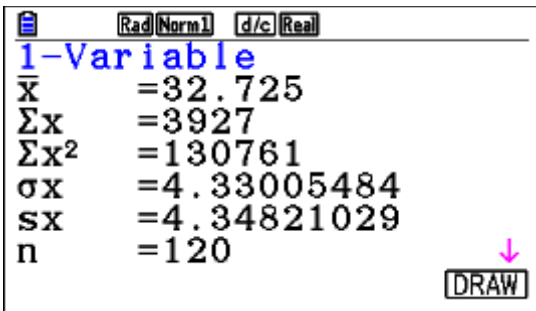 Rad Norm1 d/c Real
1-Variable
x̄ =32.725
Σx =3927
Σx² =130761
σx =4.33005484
sx =4.34821029
n =120 ↓
DRAW